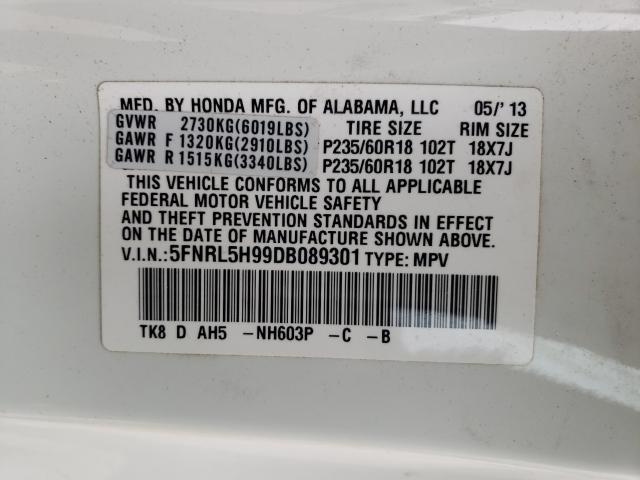 MFD. BY HONDA MFG. OF ALABAMA, LLC 05/' 13
GVWR 2730KG(6019LBS) TIRE SIZE RIM SIZE
GAWR F 1320KG(2910LBS) P235/60R18 102T 18X7J
GAWR R 1515KG(3340LBS) P235/60R18 102T 18X7J
THIS VEHICLE CONFORMS TO ALL APPLICABLE
FEDERAL MOTOR VEHICLE SAFETY
AND THEFT PREVENTION STANDARDS IN EFFECT
ON THE DATE OF MANUFACTURE SHOWN ABOVE.
V.I.N.:5FNRL5H99DB089301 TYPE: MPV
TK8 D AH5 -NH603P -C -B